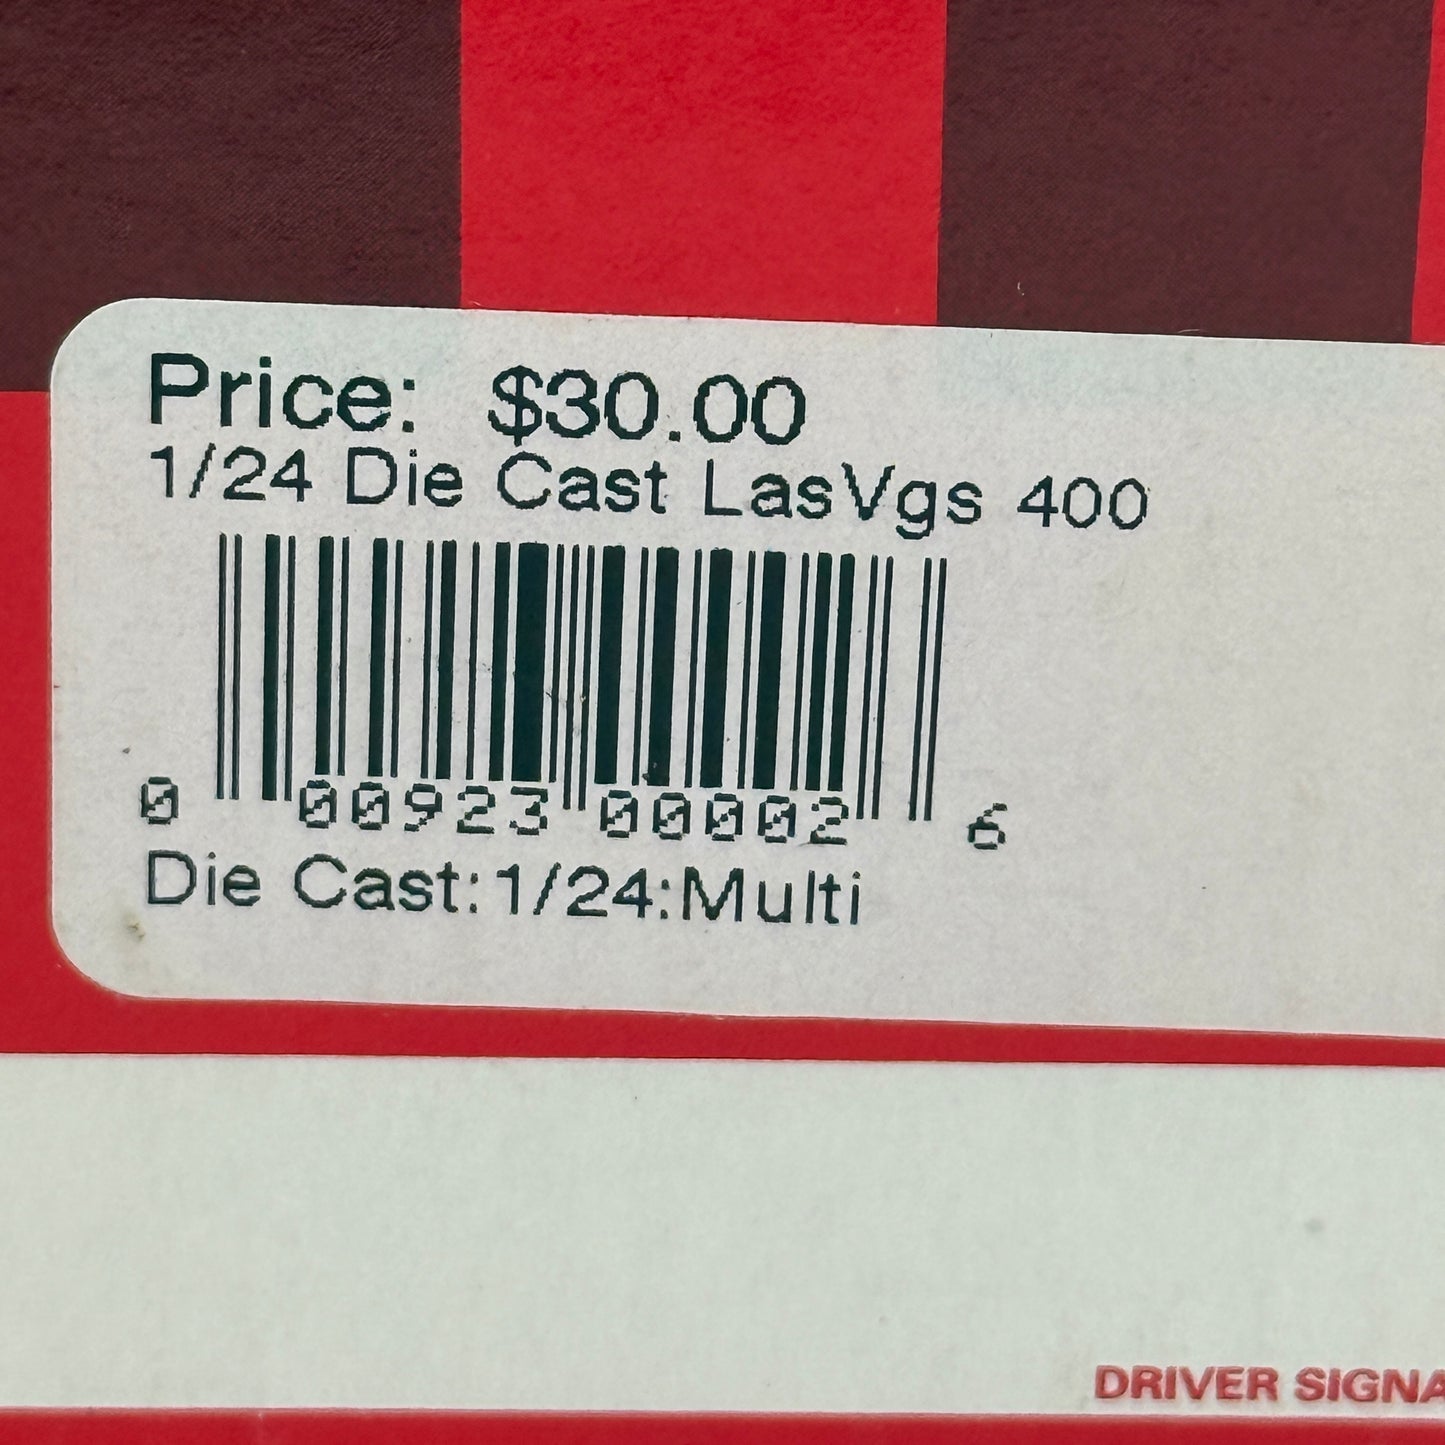 Price: $30.00
1/24 Die Cast LasVgs 400
0 00923 00002 6
Die Cast:1/24:Multi
DRIVER SIGNA